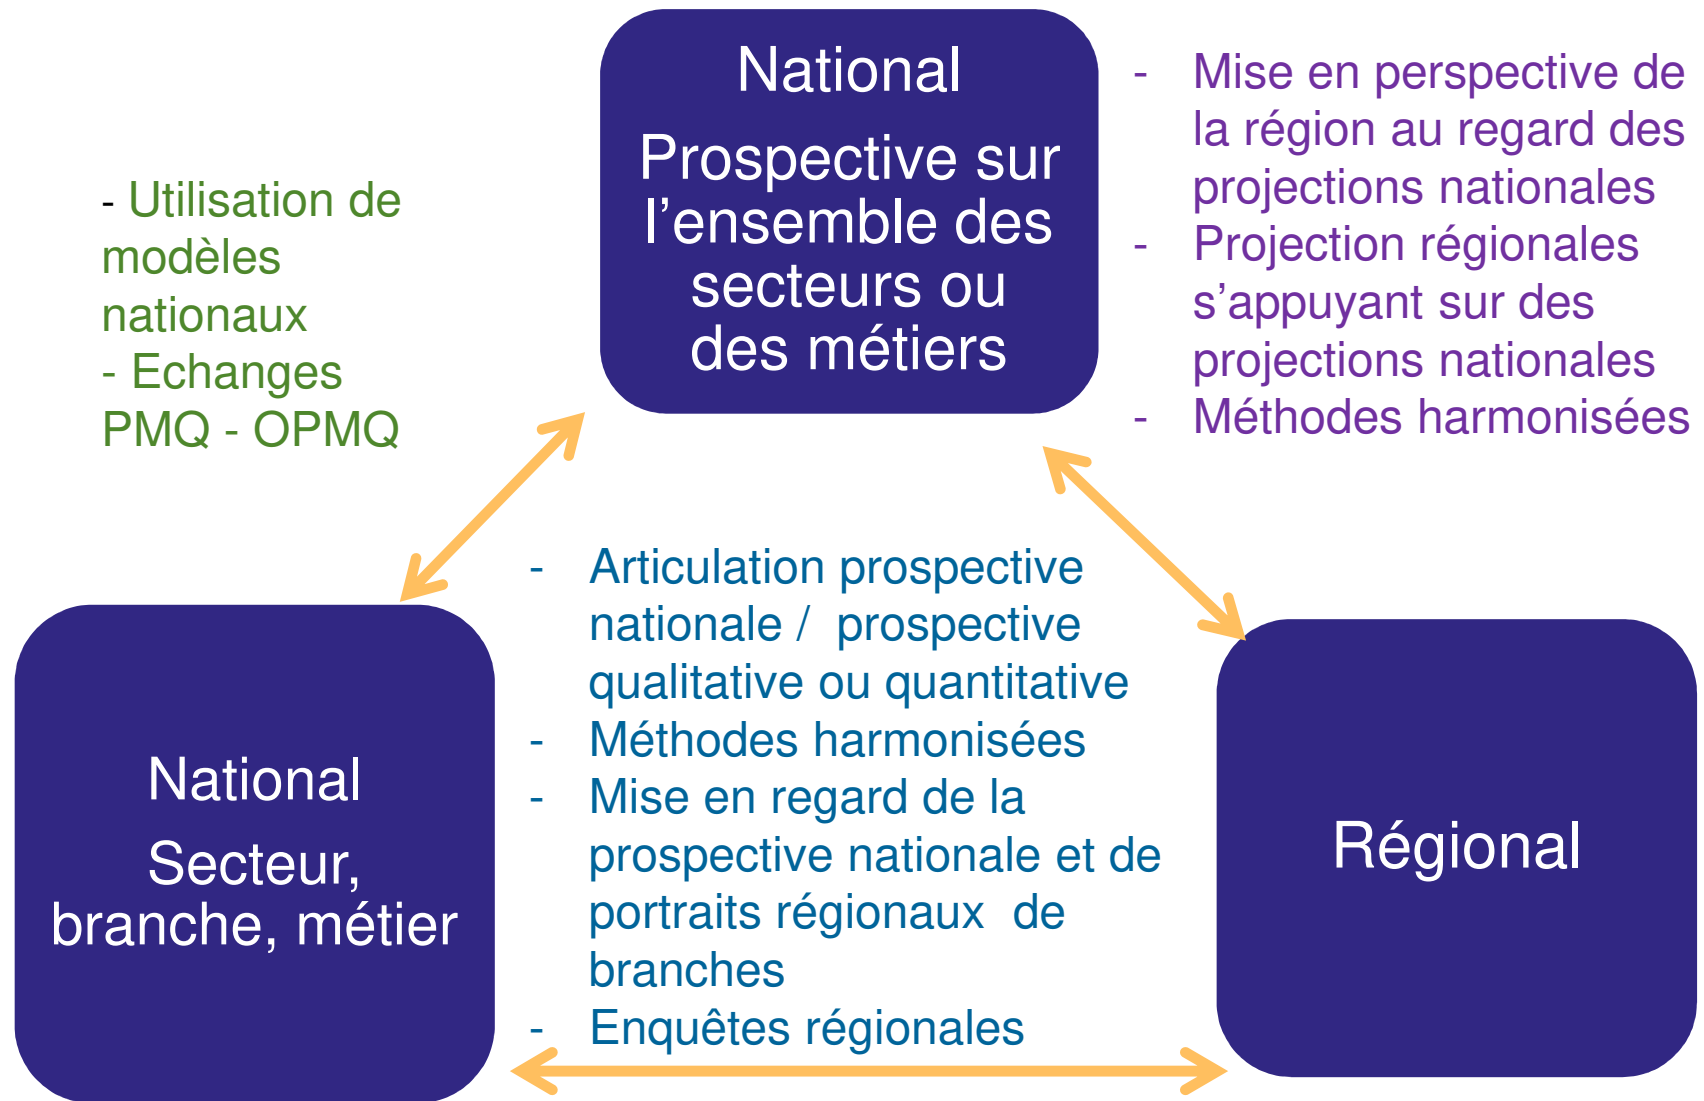 National
Prospective sur
l’ensemble des
secteurs ou
des métiers
- Mise en perspective de
la région au regard des
projections nationales
- Projection régionales
s’appuyant sur des
projections nationales
- Méthodes harmonisées
- Utilisation de
modèles
nationaux
- Echanges
PMQ - OPMQ
- Articulation prospective
nationale / prospective
qualitative ou quantitative
- Méthodes harmonisées
- Mise en regard de la
prospective nationale et de
portraits régionaux de
branches
- Enquêtes régionales
National
Secteur,
branche, métier
Régional